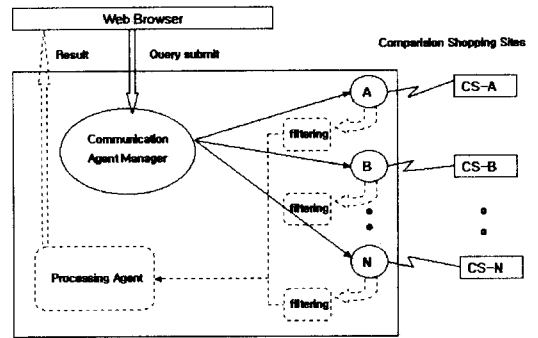 Web Browser
Result
Query submit
Comparision Shopping Sites
A
CS-A
Communication
Agent Manager
filtering
B
CS-B
filtering
N
CS-N
Processing Agent
filtering